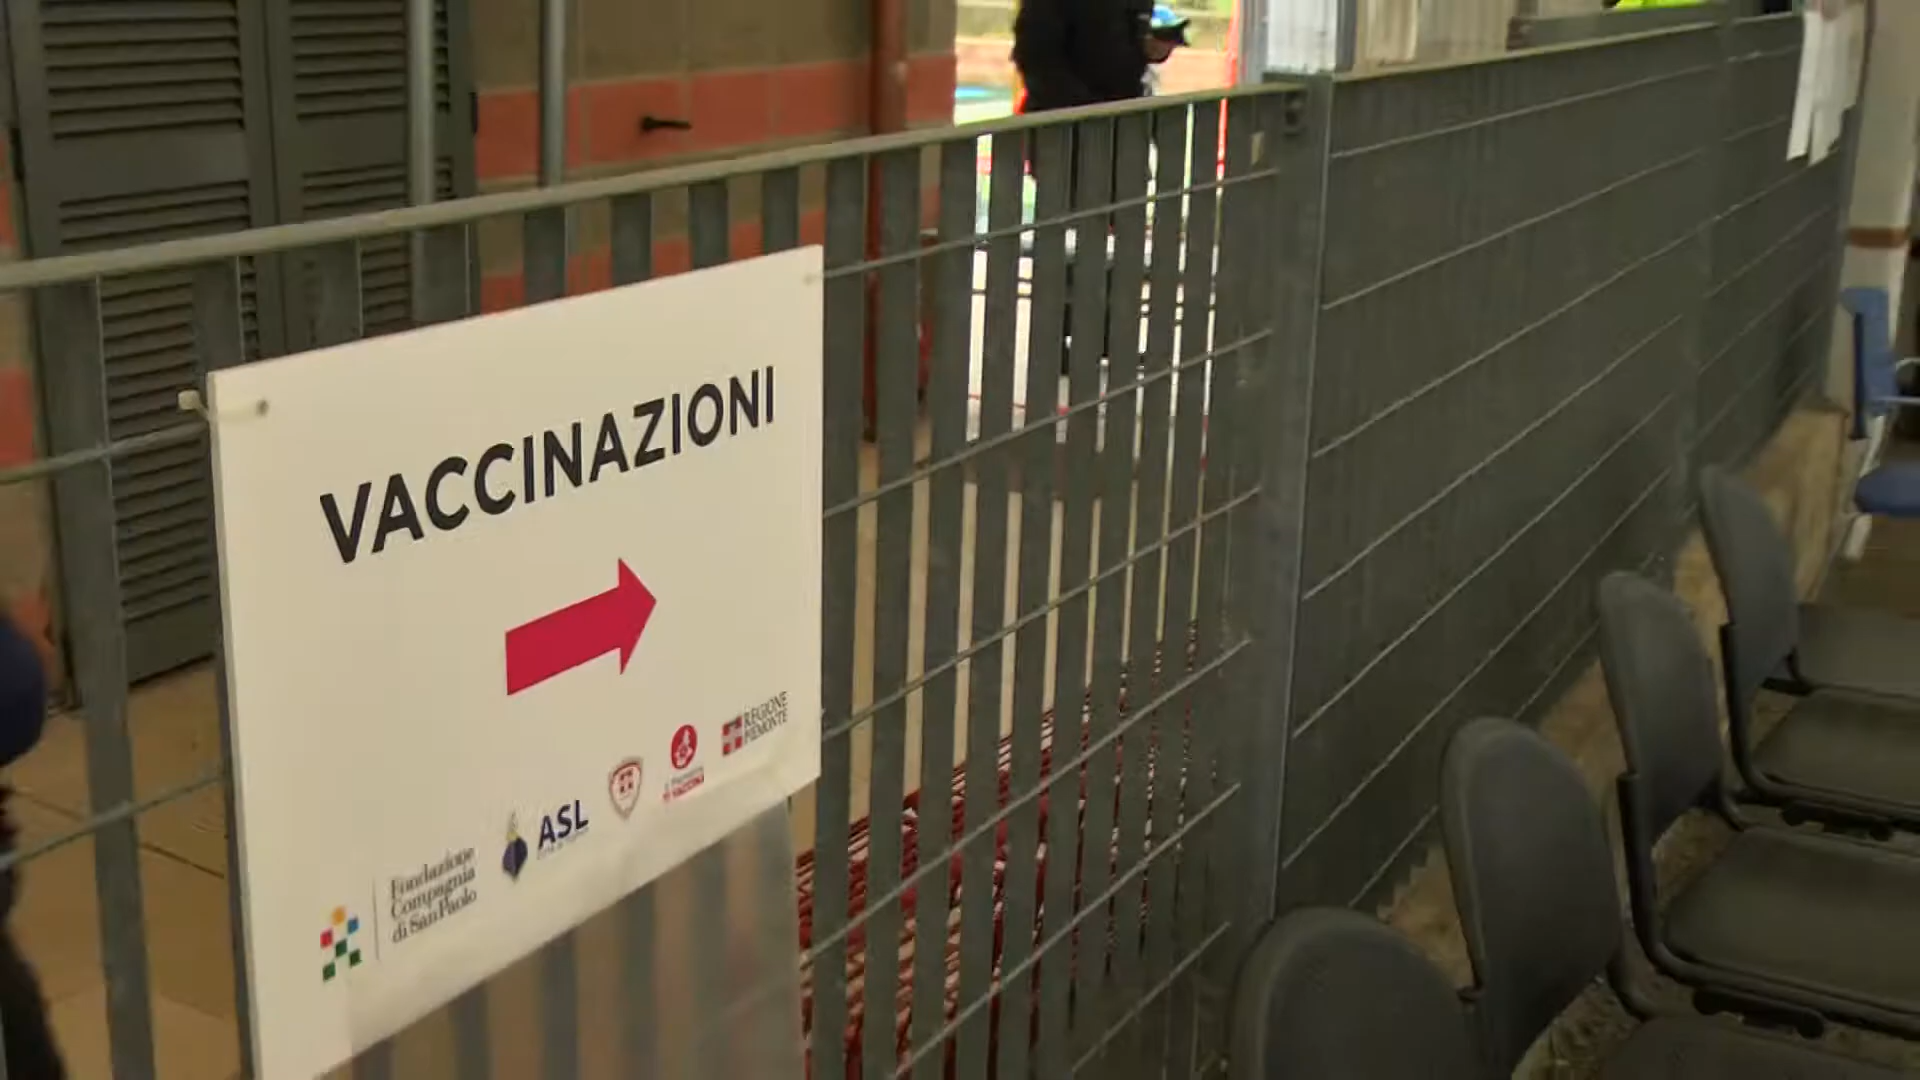 VACCINAZIONI
Fondazione
Compagnia
di San Paolo
ASL
REGIONE
PIEMONTE